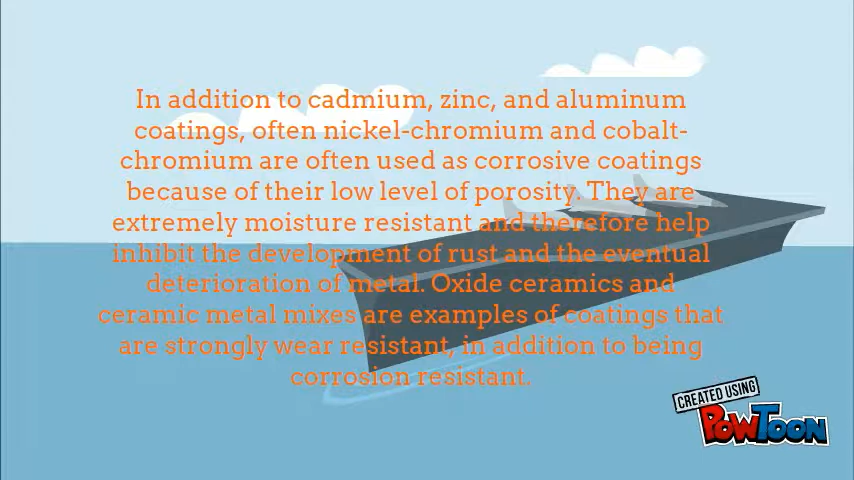 In addition to cadmium, zinc, and aluminum
coatings, often nickel-chromium and cobalt-
chromium are often used as corrosive coatings
because of their low level of porosity. They are
extremely moisture resistant and therefore help
inhibit the development of rust and the eventual
deterioration of metal. Oxide ceramics and
ceramic metal mixes are examples of coatings that
are strongly wear resistant, in addition to being
corrosion resistant.
CREATED USING
POWTOON